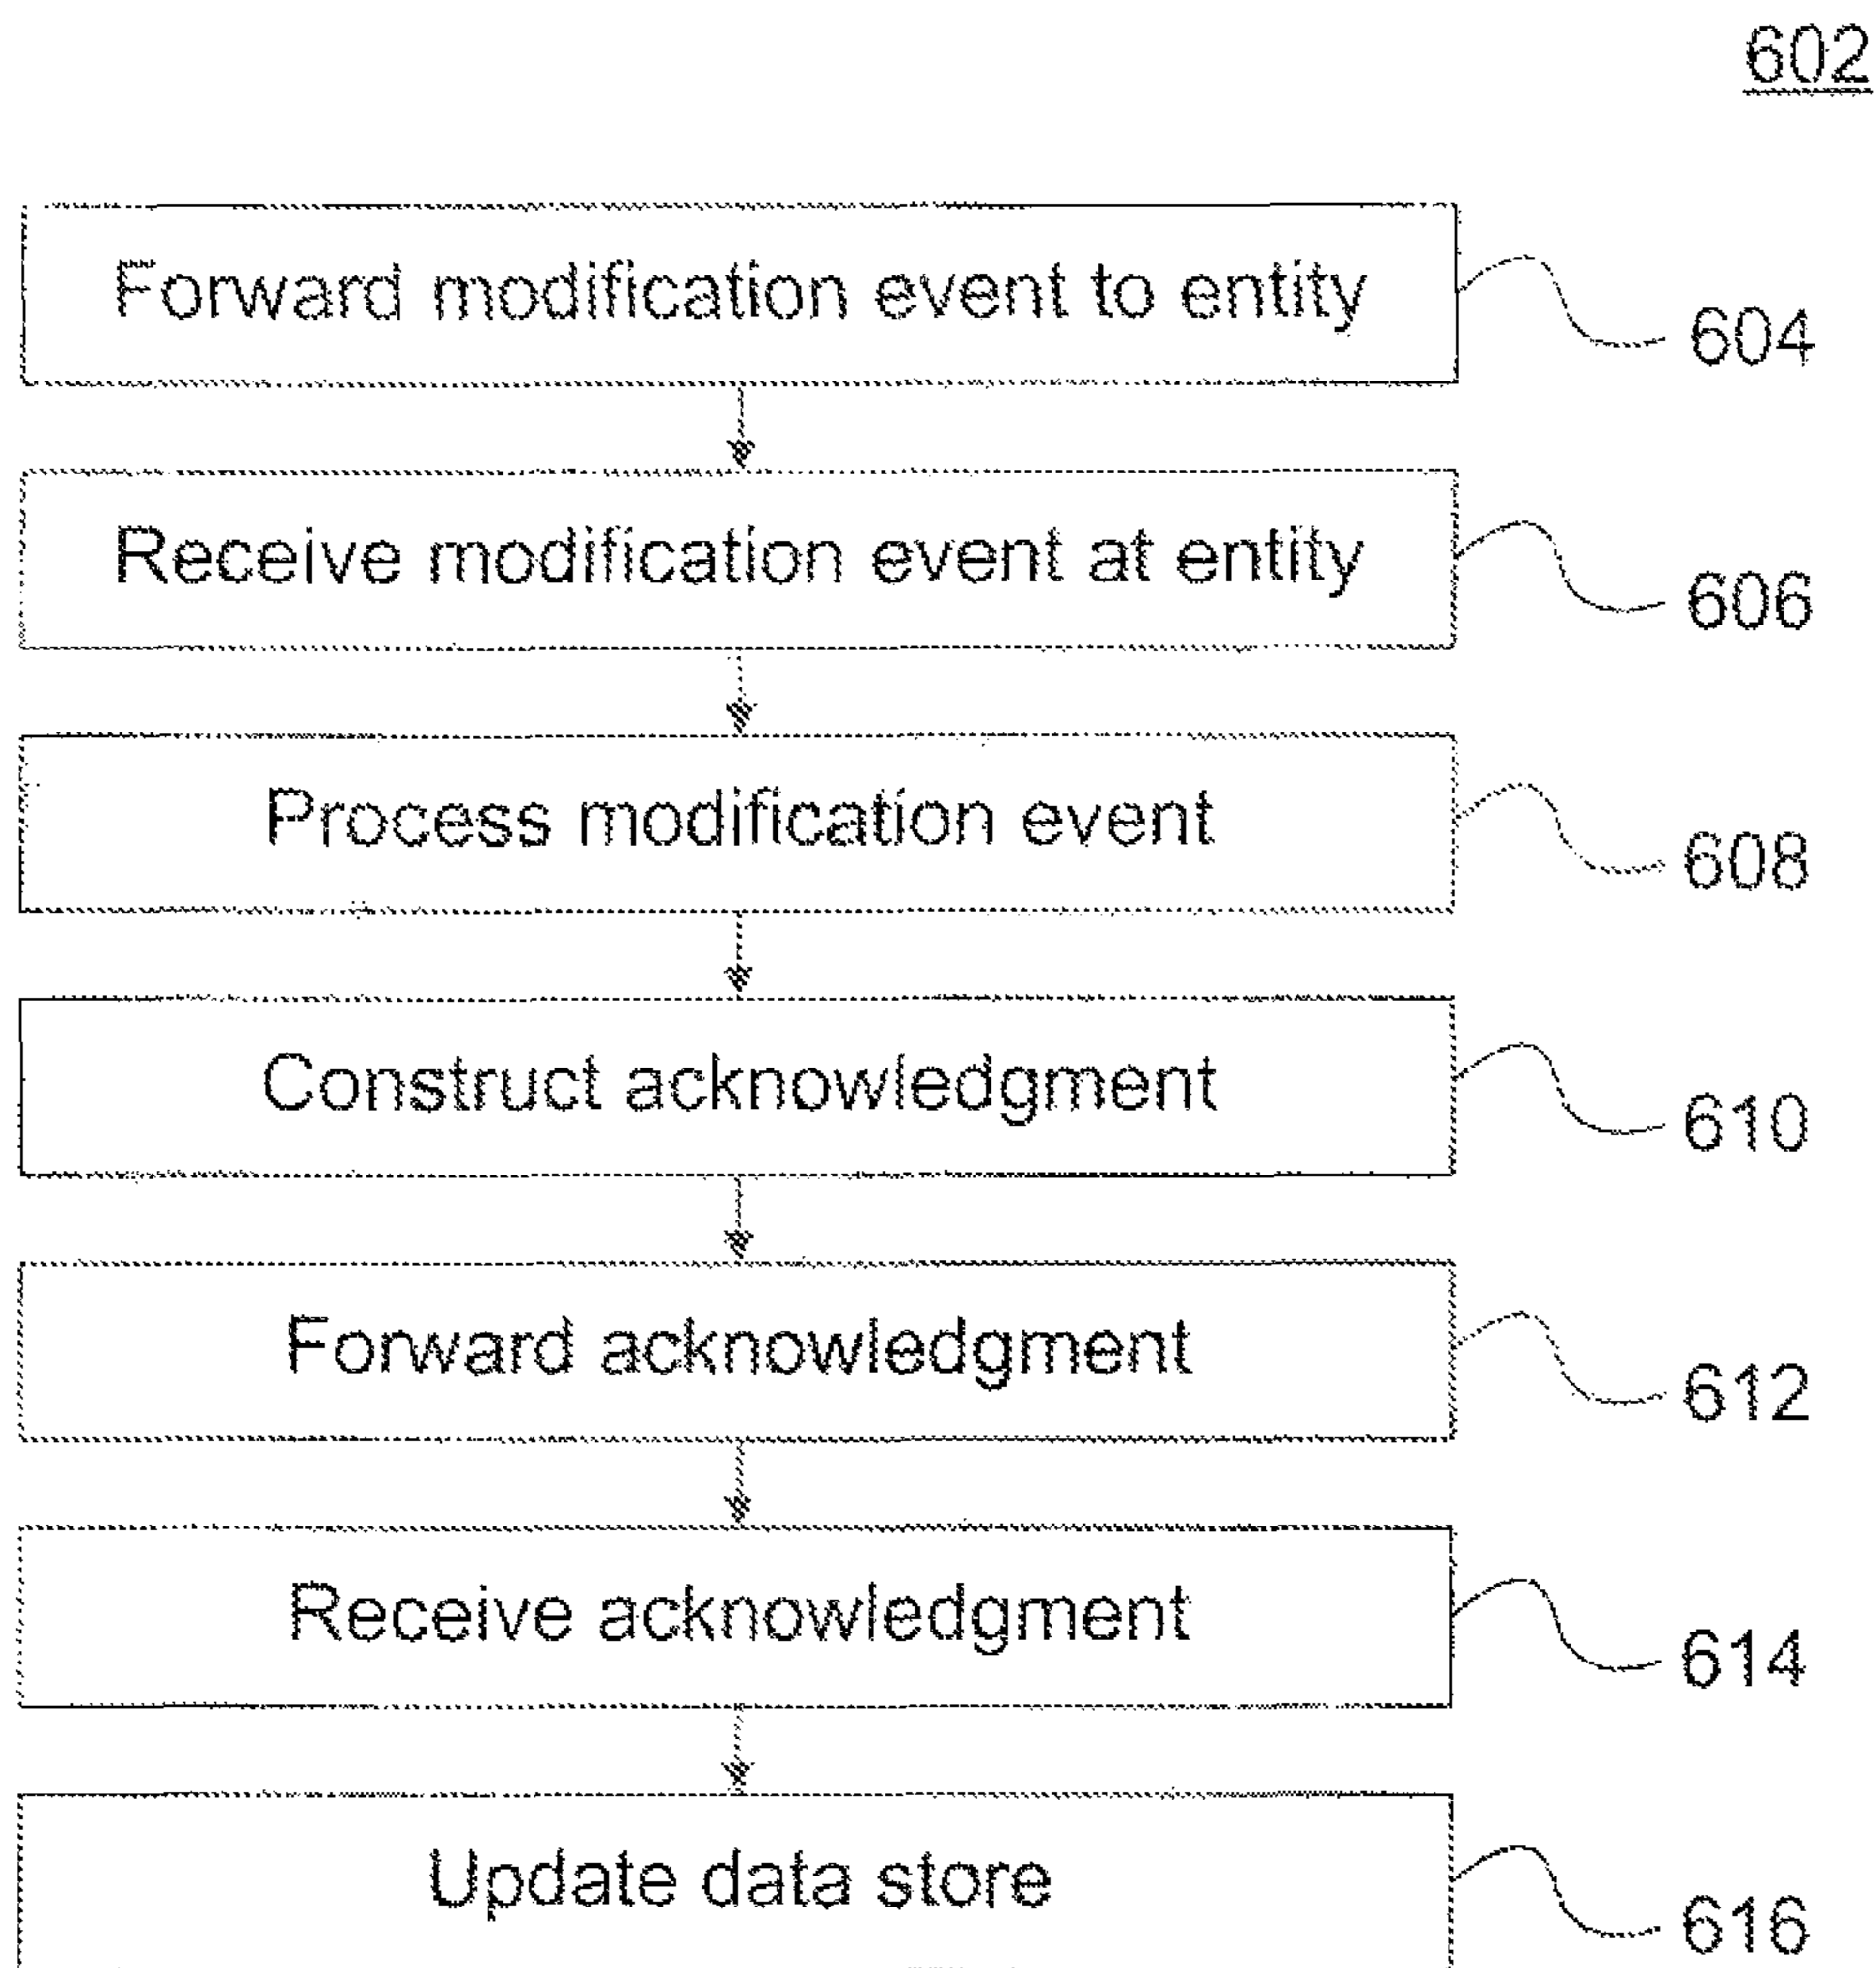 602
Forward modification event to entity
604
Receive modification event at entity
606
Process modification event
608
Construct acknowledgment
610
Forward acknowledgment
612
Receive acknowledgment
614
Update data store
616